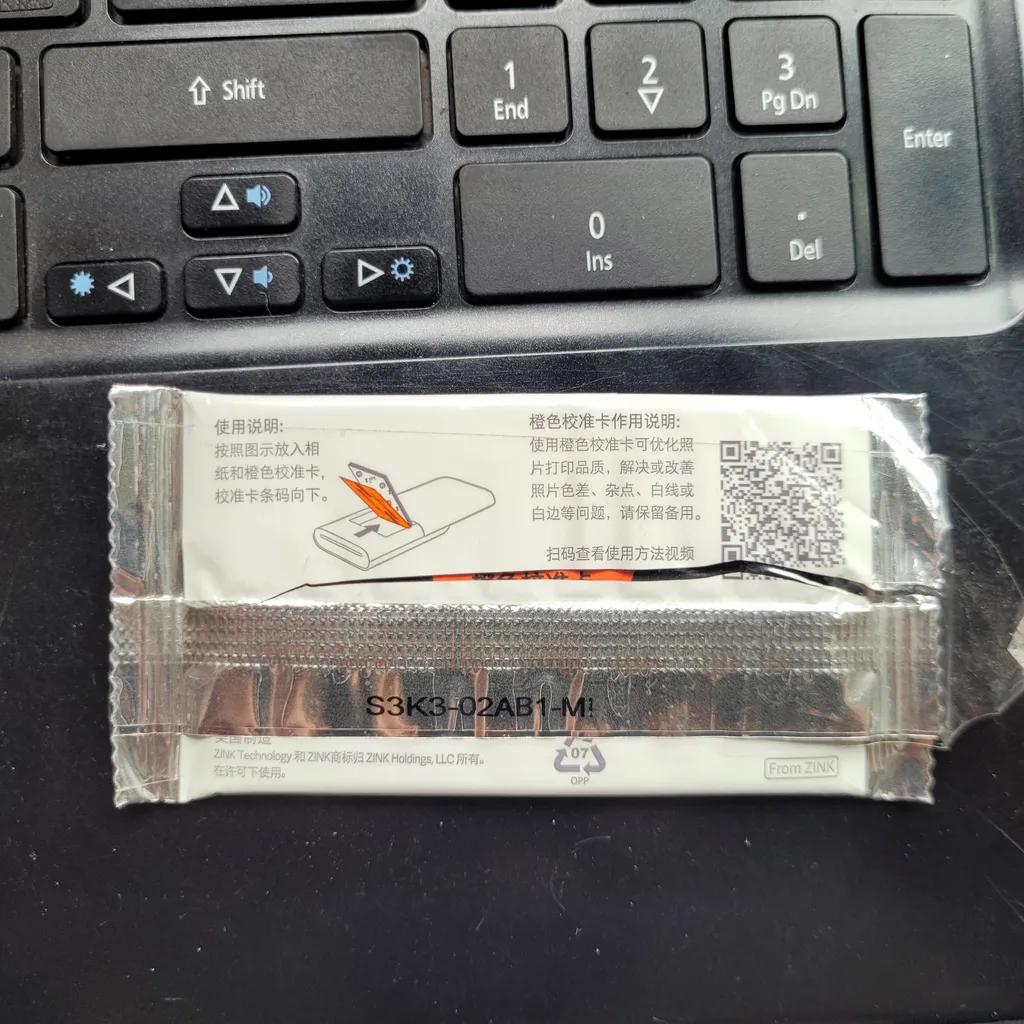 Shift
1
End
2
3
Pg Dn
Enter
0
Ins
.
Del
使用说明:
按照图示放入相
纸和橙色校准卡,
校准卡条码向下。
橙色校准卡作用说明:
使用橙色校准卡可优化照
片打印品质，解决或改善
照片色差、杂点、白线或
白边等问题，请保留备用。
扫码查看使用方法视频
S3K3-02AB1-M
美国制造
ZINK Technology 和 ZINK商标归 ZINK Holdings, LLC 所有。
在许可下使用。
07
OPP
From ZINK